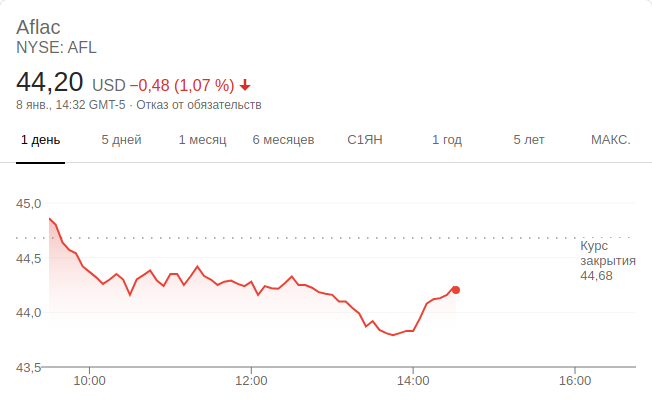 Aflac
NYSE: AFL
44,20 USD −0,48 (1,07 %)
8 янв., 14:32 GMT-5 · Отказ от обязательств
1 день 5 дней 1 месяц 6 месяцев С1ЯН 1 год 5 лет МАКС.
45,0
44,5
44,0
43,5
Курс
закрытия
44,68
10:00 12:00 14:00 16:00